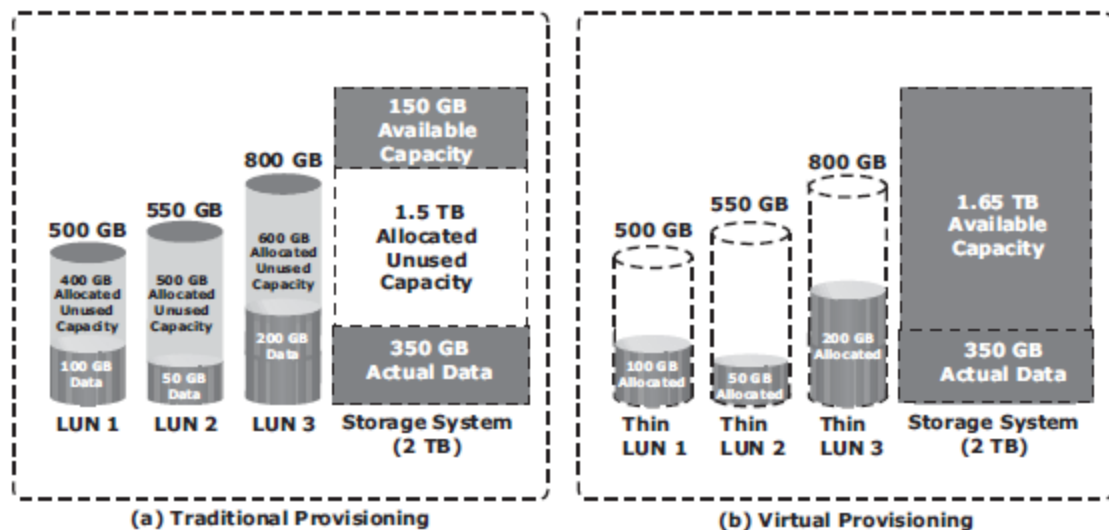 150 GB
Available
Capacity
800 GB
550 GB
500 GB
1.5 TB
Allocated
Unused
Capacity
600 GB
Allocated
Unused
Capacity
400 GB
Allocated
Unused
Capacity
500 GB
Allocated
Unused
Capacity
200 GB
Data
100 GB
Data
50 GB
Data
350 GB
Actual Data
LUN 1
LUN 2
LUN 3
Storage System
(2 TB)
(a) Traditional Provisioning
800 GB
550 GB
500 GB
1.65 TB
Available
Capacity
200 GB
Allocated
100 GB
Allocated
50 GB
Allocated
350 GB
Actual Data
Thin
LUN 1
Thin
LUN 2
Thin
LUN 3
Storage System
(2 TB)
(b) Virtual Provisioning